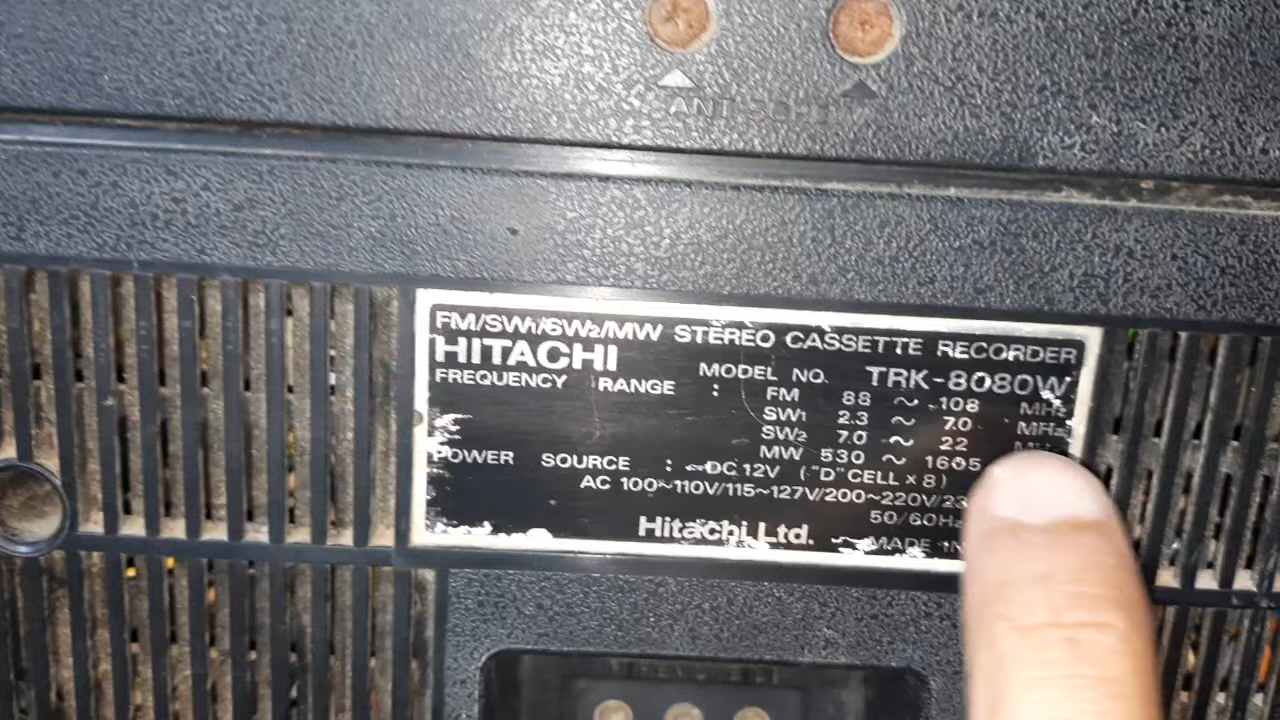 FM/SW1/SW2/MW STEREO CASSETTE RECORDER
HITACHI MODEL NO. TRK-8080W
FREQUENCY RANGE : FM 88 ~ 108 MHz
SW1 2.3 ~ 7.0 MHz
SW2 7.0 ~ 22
MW 530 ~ 1605
POWER SOURCE : DC 12V ("D" CELL x 8)
AC 100~110V/115~127V/200~220V/23
50/60Hz
Hitachi, Ltd. MADE IN